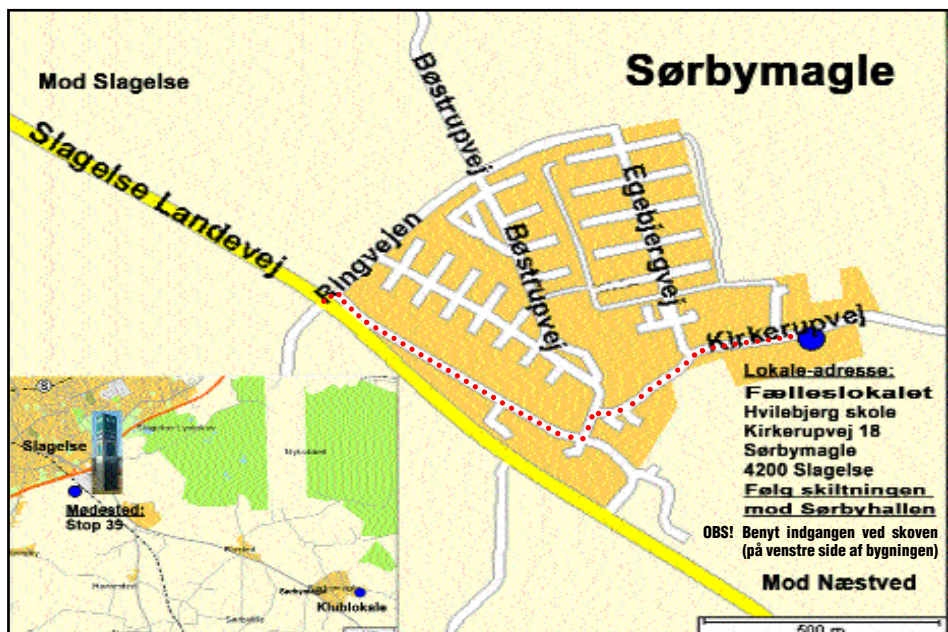 Sørbymagle
Mod Slagelse
Bøstrupvej
Slagelse Landevej
Egebjergvej
Ringvejen
Bøstrupvej
Kirkerupvej
Lokale-adresse:
Fælleslokalet
Hvilebjerg skole
Kirkerupvej 18
Sørbymagle
4200 Slagelse
Følg skiltningen
mod Sørbyhallen
OBS! Benyt indgangen ved skoven
(på venstre side af bygningen)
Mod Næstved
500 m
Slagelse
Mødested:
Stop 39
Klublokale